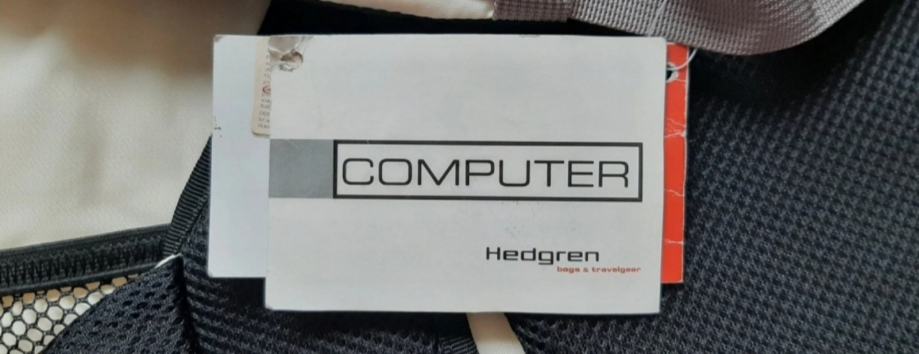 COMPUTER
Hedgren
bags & travelgear